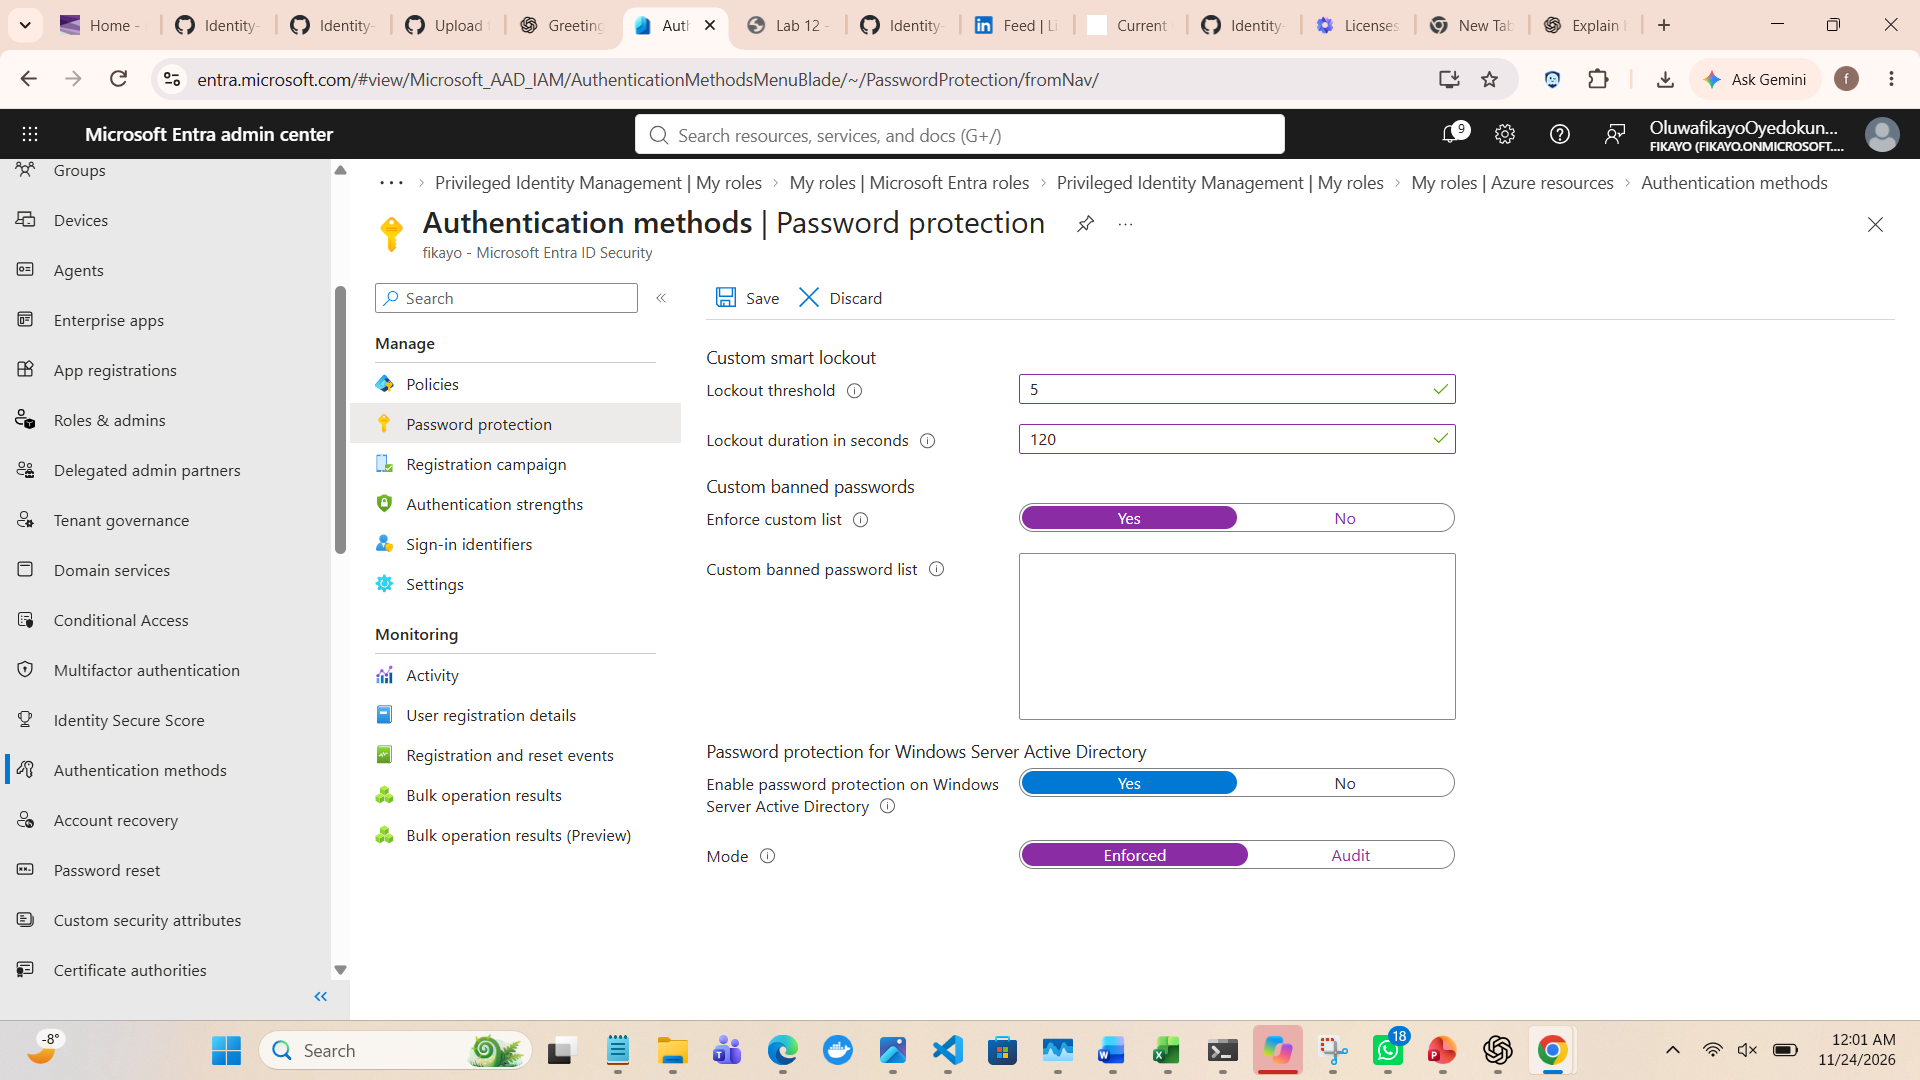 Home -
Identity-
Identity-
Upload f
Greeting
Auth
Lab 12 -
Identity-
Feed | Li
Current
Identity-
Licenses
New Tab
Explain
entra.microsoft.com/#view/Microsoft_AAD_IAM/AuthenticationMethodsMenuBlade/~/PasswordProtection/fromNav/
Ask Gemini
f
Microsoft Entra admin center
Search resources, services, and docs (G+/)
9
OluwafikayoOyedokun...
FIKAYO (FIKAYO.ONMICROSOFT....
Groups
Devices
Agents
Enterprise apps
App registrations
Roles & admins
Delegated admin partners
Tenant governance
Domain services
Conditional Access
Multifactor authentication
Identity Secure Score
Authentication methods
Account recovery
Password reset
Custom security attributes
Certificate authorities
... > Privileged Identity Management | My roles > My roles | Microsoft Entra roles > Privileged Identity Management | My roles > My roles | Azure resources > Authentication methods
Authentication methods | Password protection
fikayo - Microsoft Entra ID Security
Search
Manage
Policies
Password protection
Registration campaign
Authentication strengths
Sign-in identifiers
Settings
Monitoring
Activity
User registration details
Registration and reset events
Bulk operation results
Bulk operation results (Preview)
Save
Discard
Custom smart lockout
Lockout threshold
5
Lockout duration in seconds
120
Custom banned passwords
Enforce custom list
Yes
No
Custom banned password list
Password protection for Windows Server Active Directory
Enable password protection on Windows
Server Active Directory
Yes
No
Mode
Enforced
Audit
-8°
Search
18
12:01 AM
11/24/2026